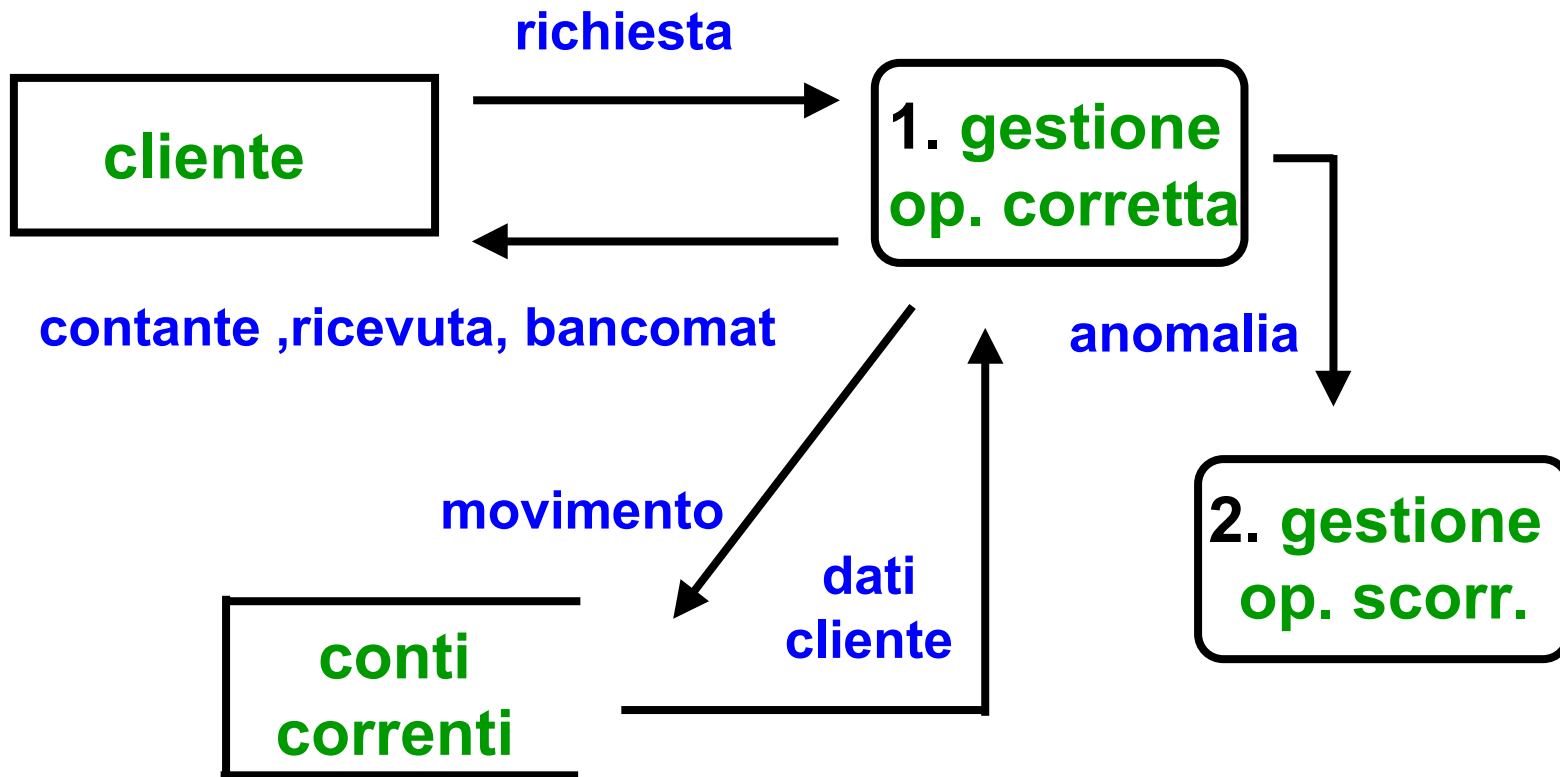 richiesta
cliente
1. gestione
op. corretta
contante ,ricevuta, bancomat
anomalia
movimento
2. gestione
op. scorr.
dati
cliente
conti
correnti